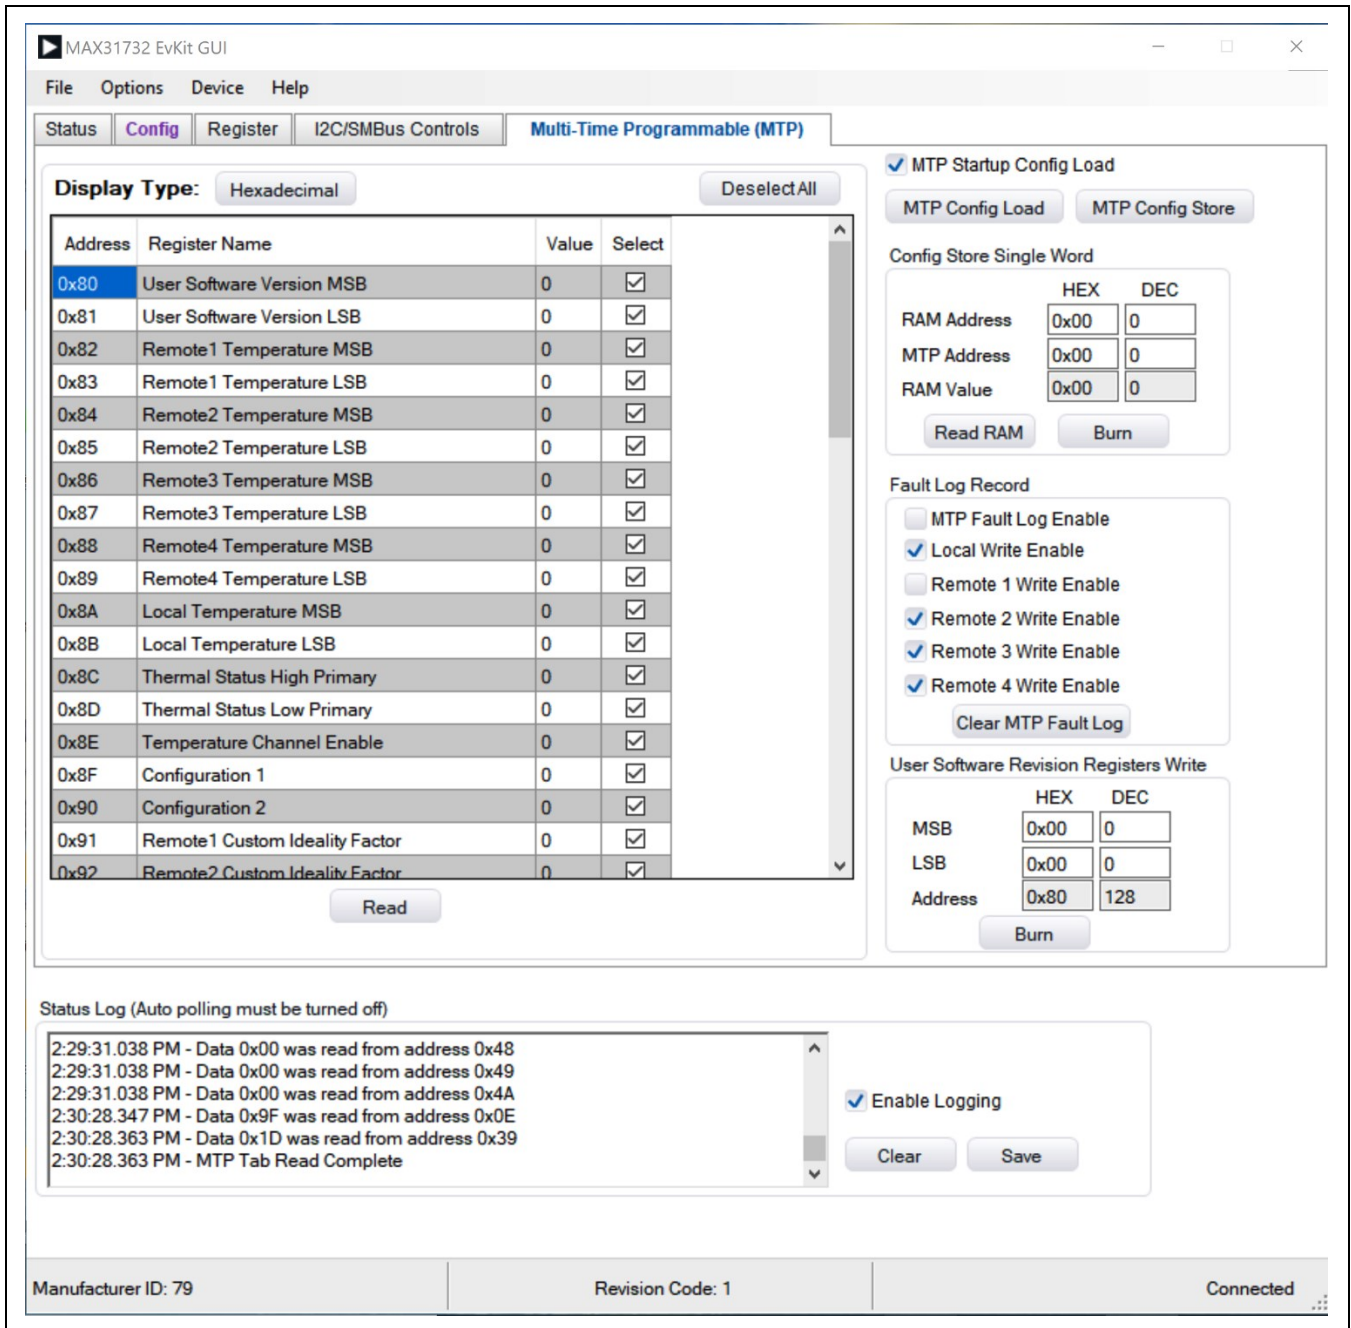 MAX31732 EvKit GUI
File Options Device Help
Status Config Register I2C/SMBus Controls Multi-Time Programmable (MTP)
Display Type: Hexadecimal Deselect All
Address Register Name Value Select
0x80 User Software Version MSB 0
0x81 User Software Version LSB 0
0x82 Remote1 Temperature MSB 0
0x83 Remote1 Temperature LSB 0
0x84 Remote2 Temperature MSB 0
0x85 Remote2 Temperature LSB 0
0x86 Remote3 Temperature MSB 0
0x87 Remote3 Temperature LSB 0
0x88 Remote4 Temperature MSB 0
0x89 Remote4 Temperature LSB 0
0x8A Local Temperature MSB 0
0x8B Local Temperature LSB 0
0x8C Thermal Status High Primary 0
0x8D Thermal Status Low Primary 0
0x8E Temperature Channel Enable 0
0x8F Configuration 1 0
0x90 Configuration 2 0
0x91 Remote1 Custom Ideality Factor 0
0x92 Remote2 Custom Ideality Factor 0
Read
MTP Startup Config Load
MTP Config Load MTP Config Store
Config Store Single Word
HEX DEC
RAM Address 0x00 0
MTP Address 0x00 0
RAM Value 0x00 0
Read RAM Burn
Fault Log Record
MTP Fault Log Enable
Local Write Enable
Remote 1 Write Enable
Remote 2 Write Enable
Remote 3 Write Enable
Remote 4 Write Enable
Clear MTP Fault Log
User Software Revision Registers Write
HEX DEC
MSB 0x00 0
LSB 0x00 0
Address 0x80 128
Burn
Status Log (Auto polling must be turned off)
2:29:31.038 PM - Data 0x00 was read from address 0x48
2:29:31.038 PM - Data 0x00 was read from address 0x49
2:29:31.038 PM - Data 0x00 was read from address 0x4A
2:30:28.347 PM - Data 0x9F was read from address 0x0E
2:30:28.363 PM - Data 0x1D was read from address 0x39
2:30:28.363 PM - MTP Tab Read Complete
Enable Logging
Clear Save
Manufacturer ID: 79 Revision Code: 1 Connected